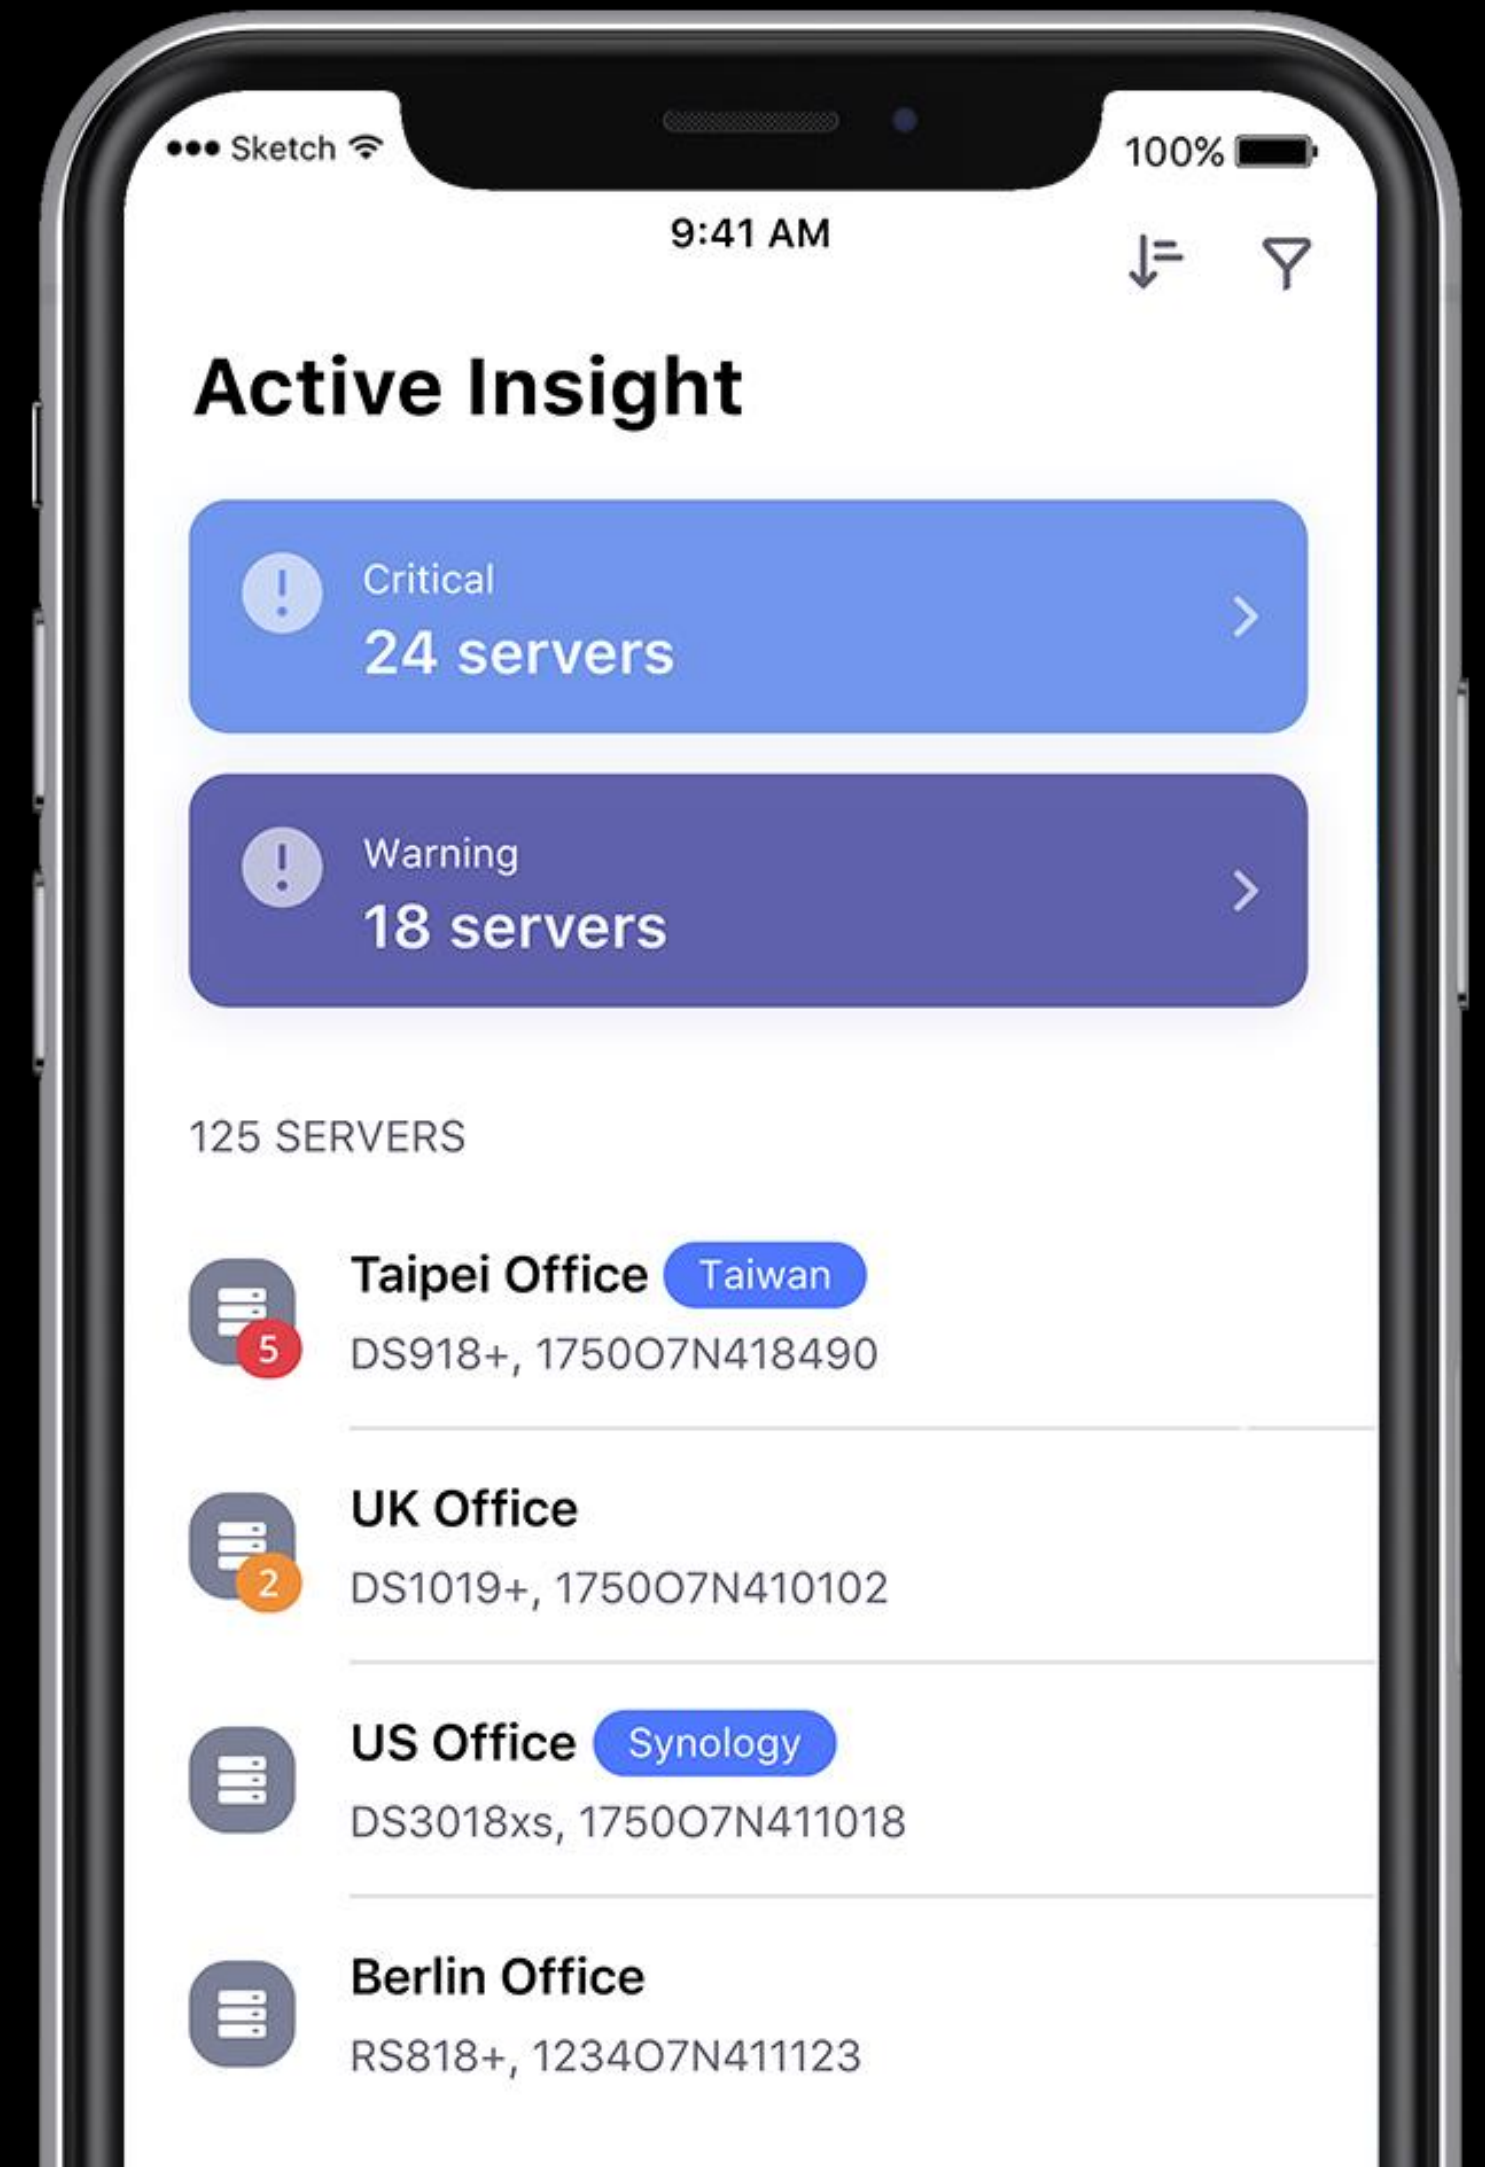 ••• Sketch
100%
9:41 AM
Active Insight
Critical
24 servers
Warning
18 servers
125 SERVERS
Taipei Office Taiwan
5
DS918+, 1750O7N418490
UK Office
2
DS1019+, 1750O7N410102
US Office Synology
DS3018xs, 1750O7N411018
Berlin Office
RS818+, 1234O7N411123